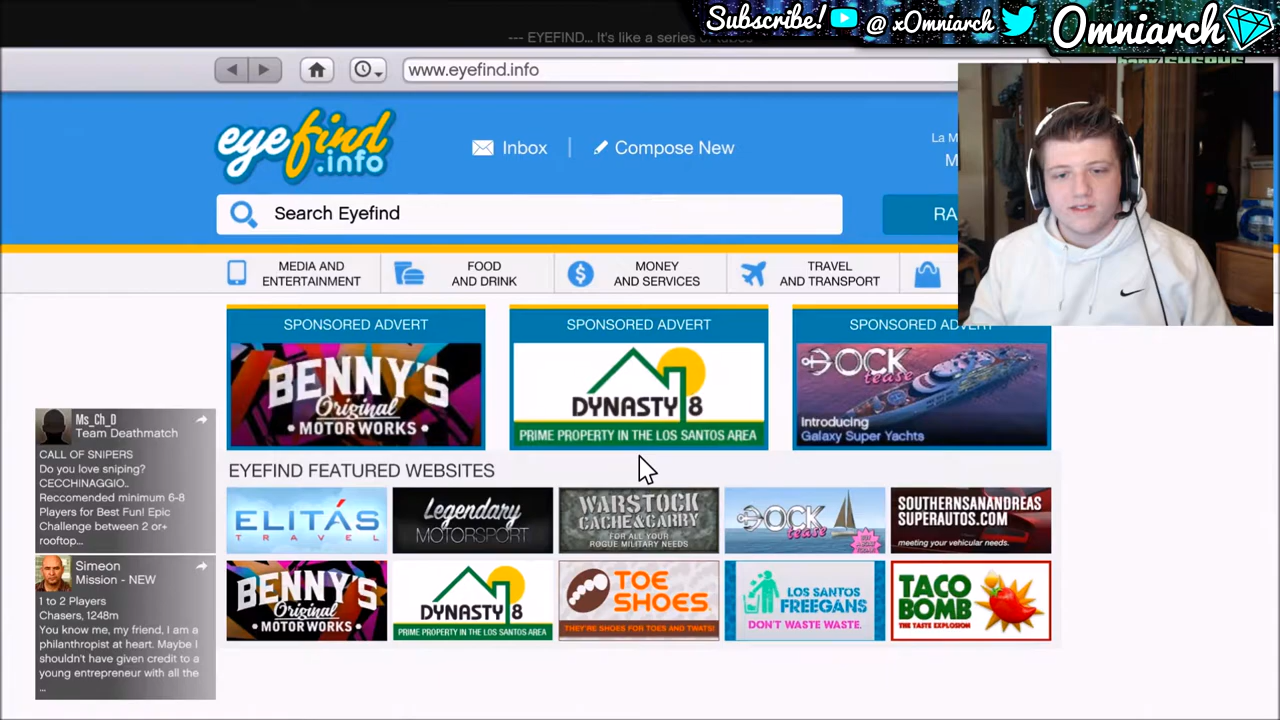 Subscribe! @ xOmniarch Omniarch
--- EYEFIND... It's like a series of tubes
www.eyefind.info
eyefind
.info
Inbox | Compose New
La M
M
Search Eyefind
RA
MEDIA AND
ENTERTAINMENT
FOOD
AND DRINK
MONEY
AND SERVICES
TRAVEL
AND TRANSPORT
SPONSORED ADVERT
BENNY'S
Original
MOTOR WORKS
SPONSORED ADVERT
DYNASTY 8
PRIME PROPERTY IN THE LOS SANTOS AREA
SPONSORED ADVERT
DOCK
tease
Introducing
Galaxy Super Yachts
Ms_Ch_D
Team Deathmatch
CALL OF SNIPERS
Do you love sniping?
CECCHINAGGIO..
Reccomended minimum 6-8
Players for Best Fun! Epic
Challenge between 2 or+
rooftop...
Simeon
Mission - NEW
1 to 2 Players
Chasers, 1248m
You know me, my friend, I am a
philanthropist at heart. Maybe I
shouldn't have given credit to a
young entrepreneur with all the
...
EYEFIND FEATURED WEBSITES
ELITÁS
TRAVEL
Legendary
MOTORSPORT
WARSTOCK
CACHE & CARRY
FOR ALL YOUR
ROGUE MILITARY NEEDS
DOCK
tease
SOUTHERNSANANDREAS
SUPERAUTOS.COM
meeting your vehicular needs.
BENNY'S
Original
MOTOR WORKS
DYNASTY 8
PRIME PROPERTY IN THE LOS SANTOS AREA
TOE
SHOES.
THEY'RE SHOES FOR TOES AND TWATS!
LOS SANTOS
FREEGANS
DON'T WASTE WASTE.
TACO
BOMB
THE TASTE EXPLOSION